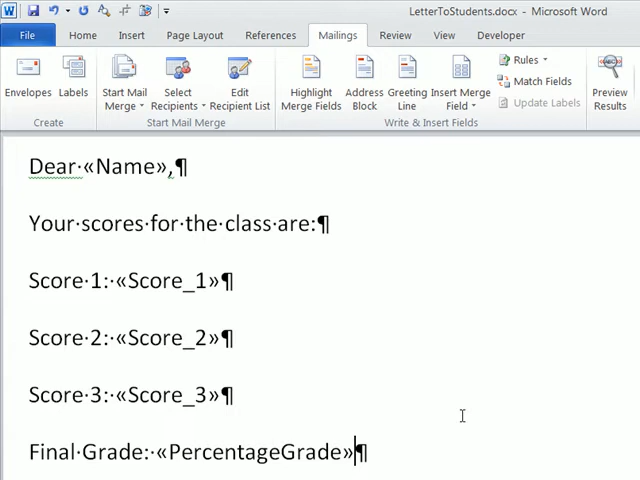 LetterToStudents.docx - Microsoft Word
File Home Insert Page Layout References Mailings Review View Developer
Envelopes Labels Start Mail Merge Select Recipients Edit Recipient List Highlight Merge Fields Address Block Greeting Line Insert Merge Field Rules Match Fields Update Labels Preview Results
Create Start Mail Merge Write & Insert Fields
Dear·«Name»,¶
Your·scores·for·the·class·are:¶
Score·1:·«Score_1»¶
Score·2:·«Score_2»¶
Score·3:·«Score_3»¶
Final·Grade:·«PercentageGrade»¶